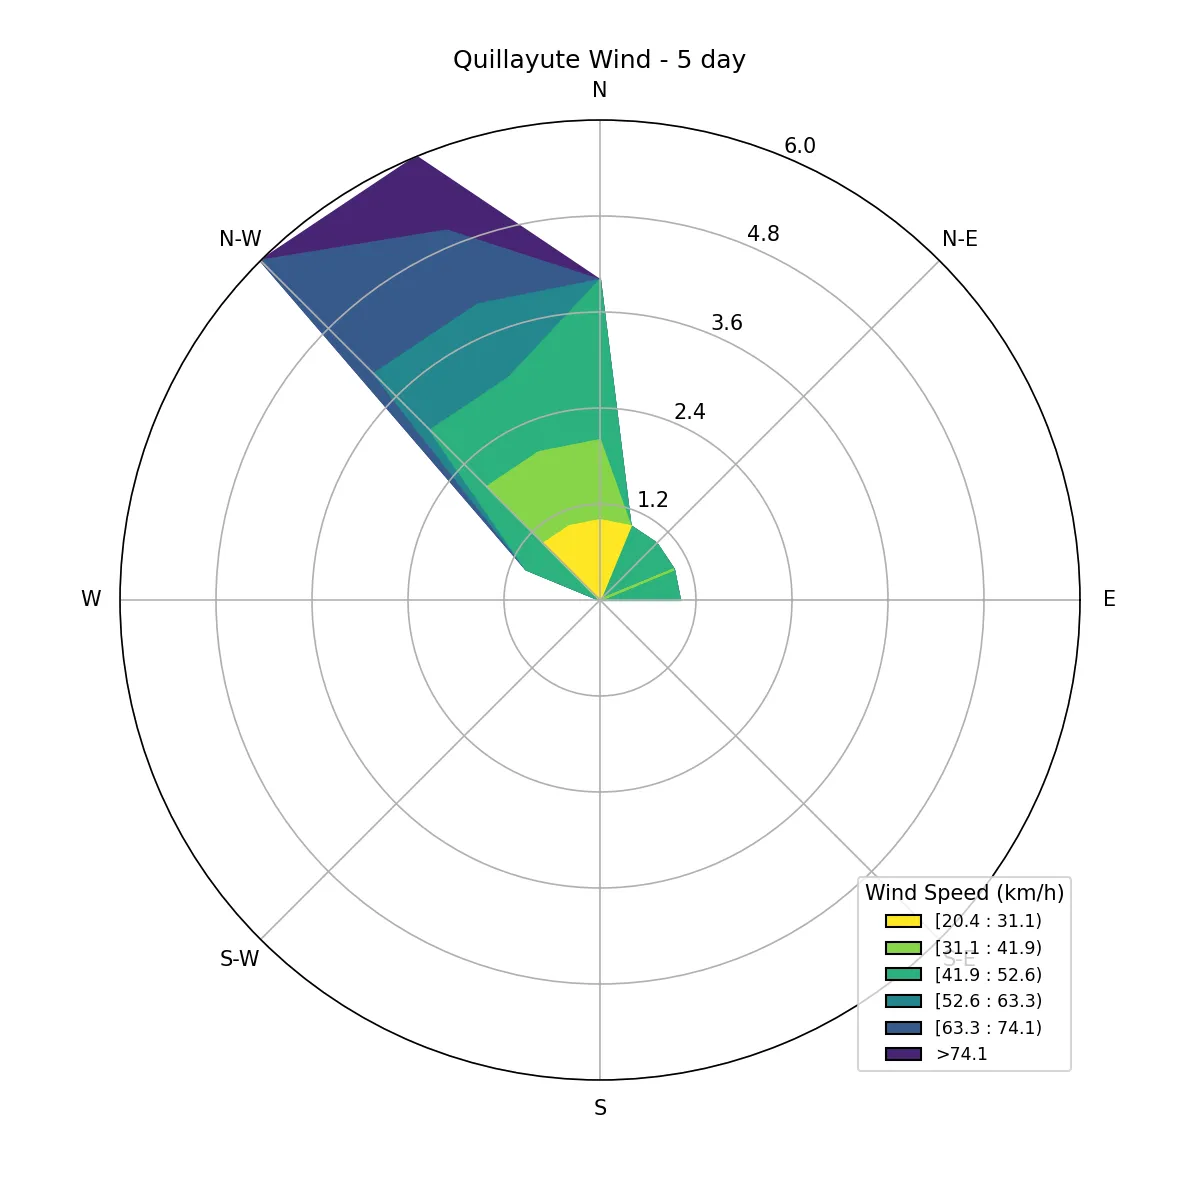 Quillayute Wind - 5 day
N
6.0
4.8
N-W
N-E
3.6
2.4
1.2
W
E
Wind Speed (km/h)
[20.4 : 31.1)
[31.1 : 41.9)
S-W
S-E
[41.9 : 52.6)
[52.6 : 63.3)
[63.3 : 74.1)
>74.1
S